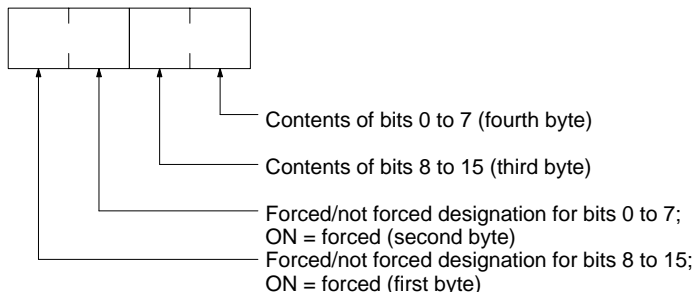 Contents of bits 0 to 7 (fourth byte)
Contents of bits 8 to 15 (third byte)
Forced/not forced designation for bits 0 to 7;
ON = forced (second byte)
Forced/not forced designation for bits 8 to 15;
ON = forced (first byte)